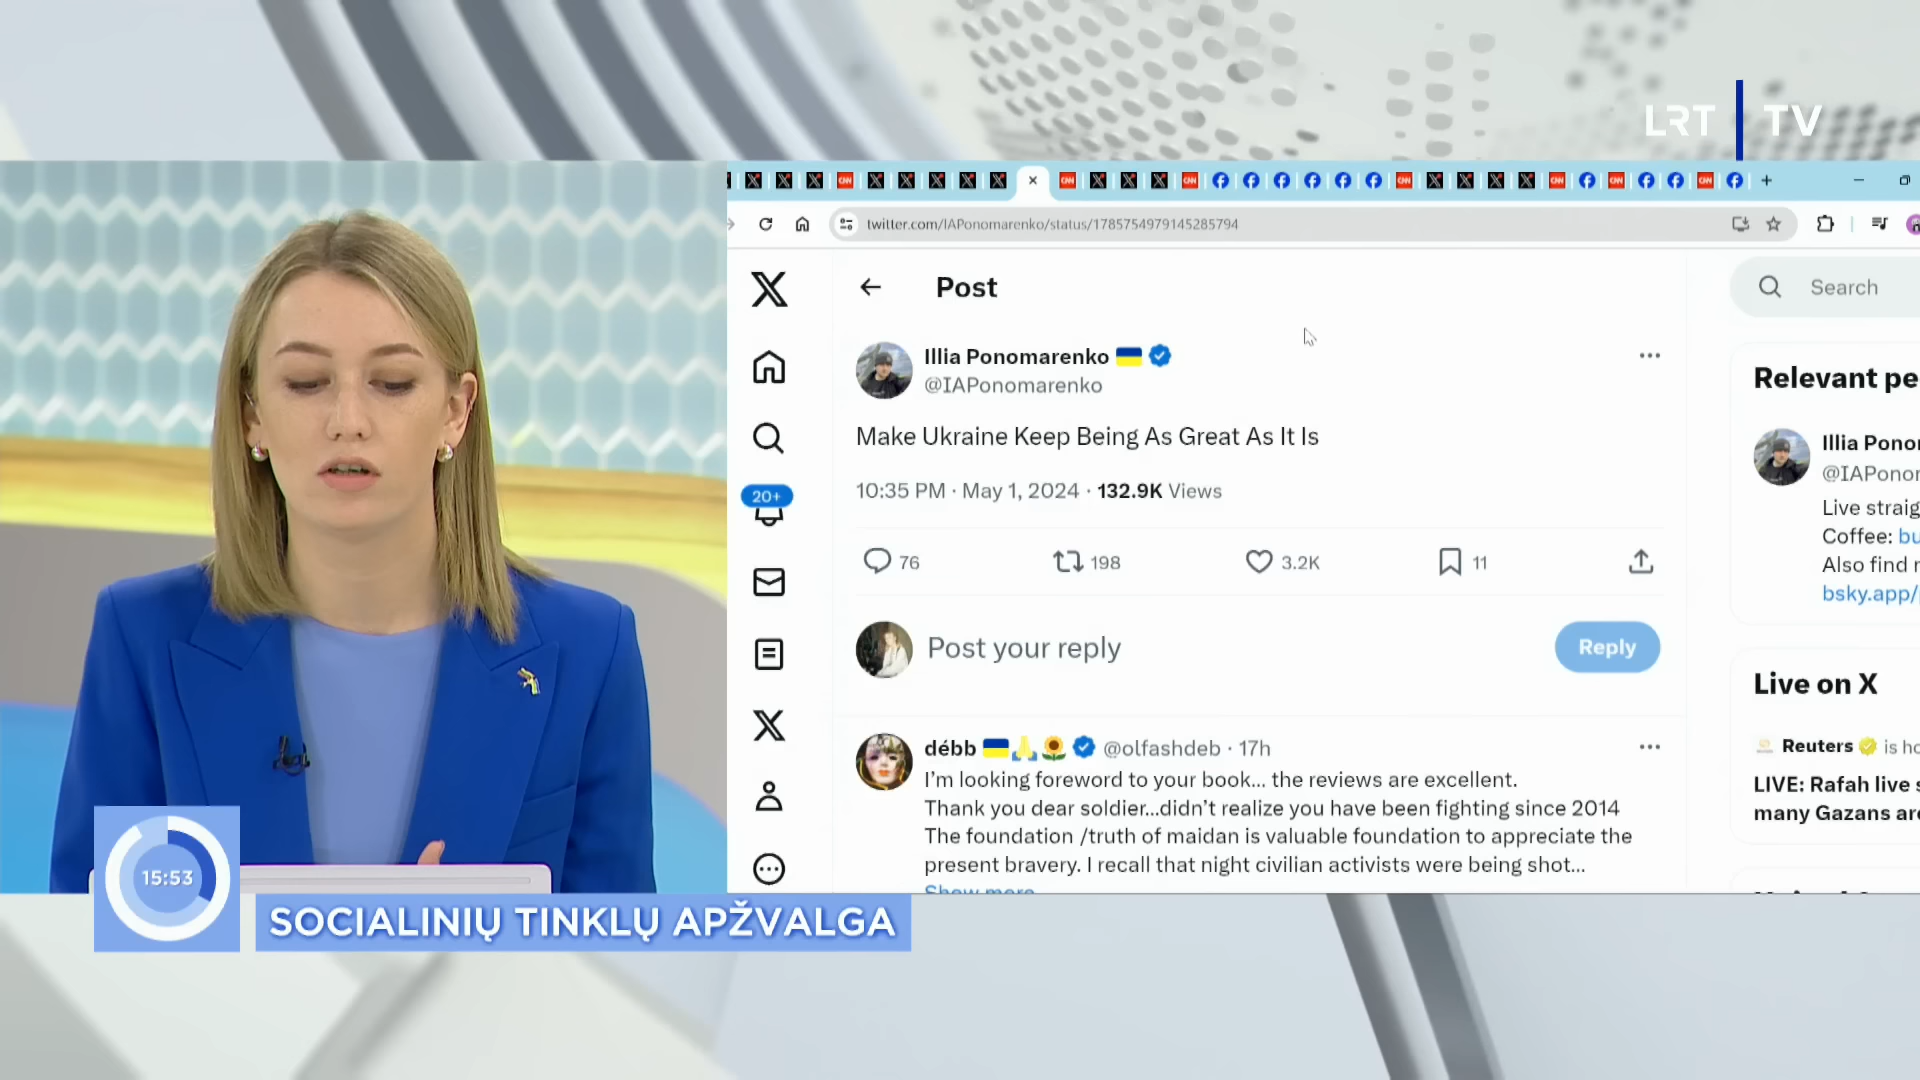 LRT TV
twitter.com/IAPonomarenko/status/1785754979145285794
Post
Search
Illia Ponomarenko
@IAPonomarenko
Make Ukraine Keep Being As Great As It Is
10:35 PM · May 1, 2024 · 132.9K Views
76 198 3.2K 11
20+
Post your reply
Reply
débb @olfashdeb · 17h
I'm looking foreword to your book... the reviews are excellent.
Thank you dear soldier...didn't realize you have been fighting since 2014
The foundation /truth of maidan is valuable foundation to appreciate the
present bravery. I recall that night civilian activists were being shot...
Show more
Relevant pe
Illia Ponor
@IAPonor
Live straig
Coffee: bu
Also find r
bsky.app/
Live on X
Reuters is ho
LIVE: Rafah live s
many Gazans are
15:53
SOCIALINIŲ TINKLŲ APŽVALGA